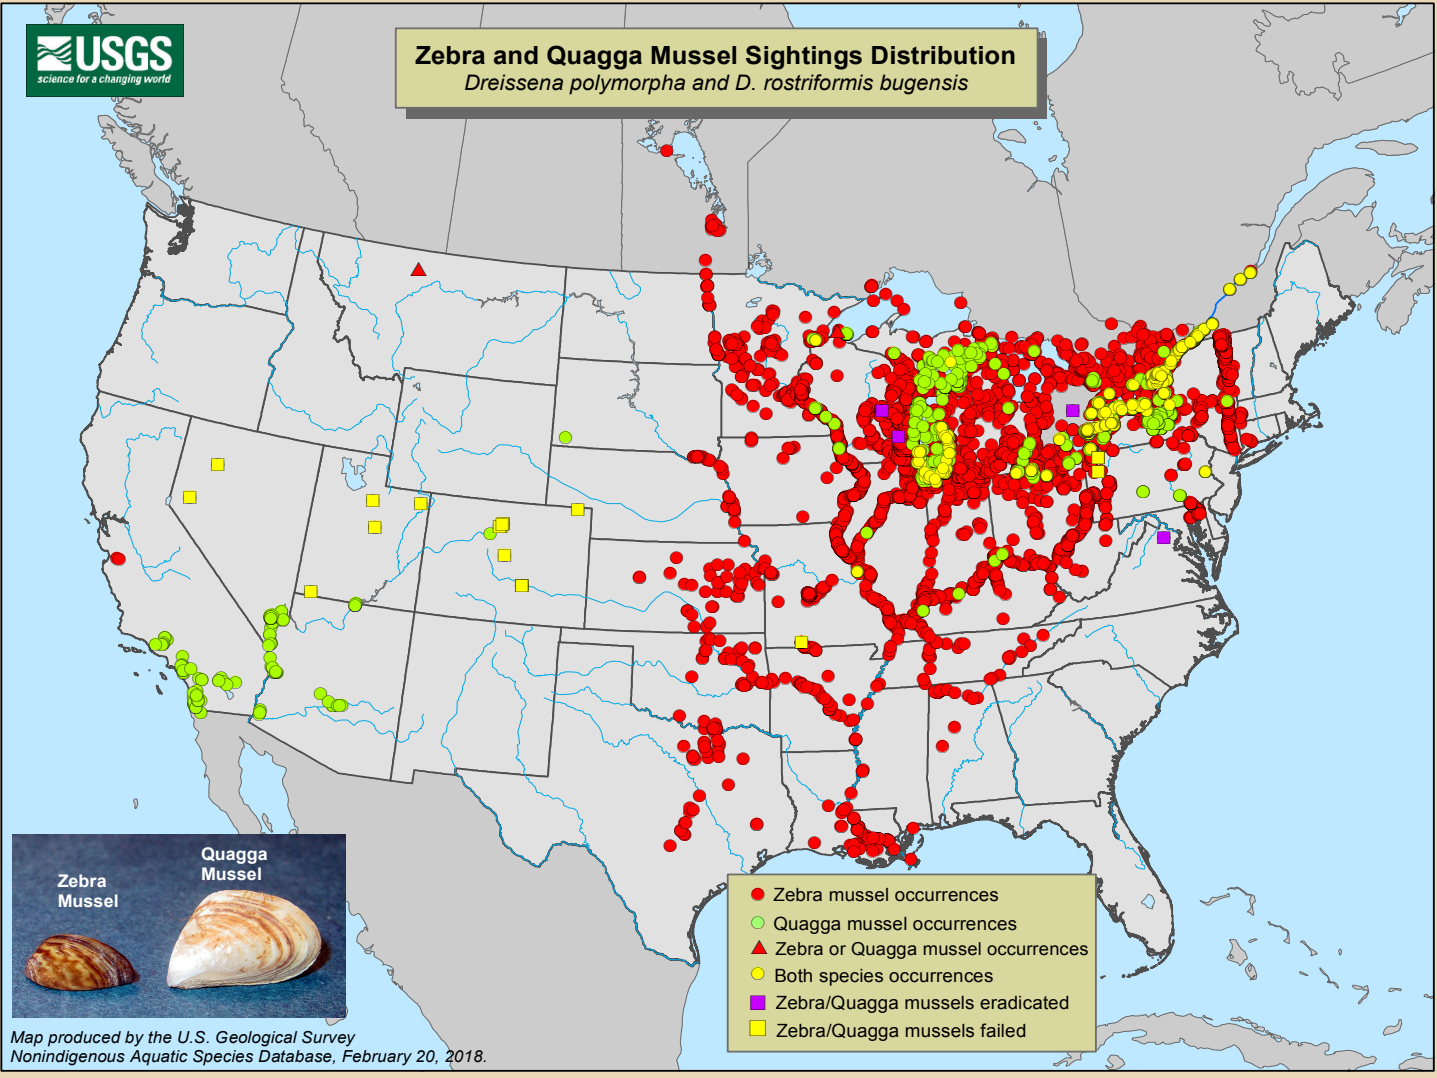 USGS
science for a changing world
Zebra and Quagga Mussel Sightings Distribution
Dreissena polymorpha and D. rostriformis bugensis
Zebra
Mussel
Quagga
Mussel
Zebra mussel occurrences
Quagga mussel occurrences
Zebra or Quagga mussel occurrences
Both species occurrences
Zebra/Quagga mussels eradicated
Zebra/Quagga mussels failed
Map produced by the U.S. Geological Survey
Nonindigenous Aquatic Species Database, February 20, 2018.